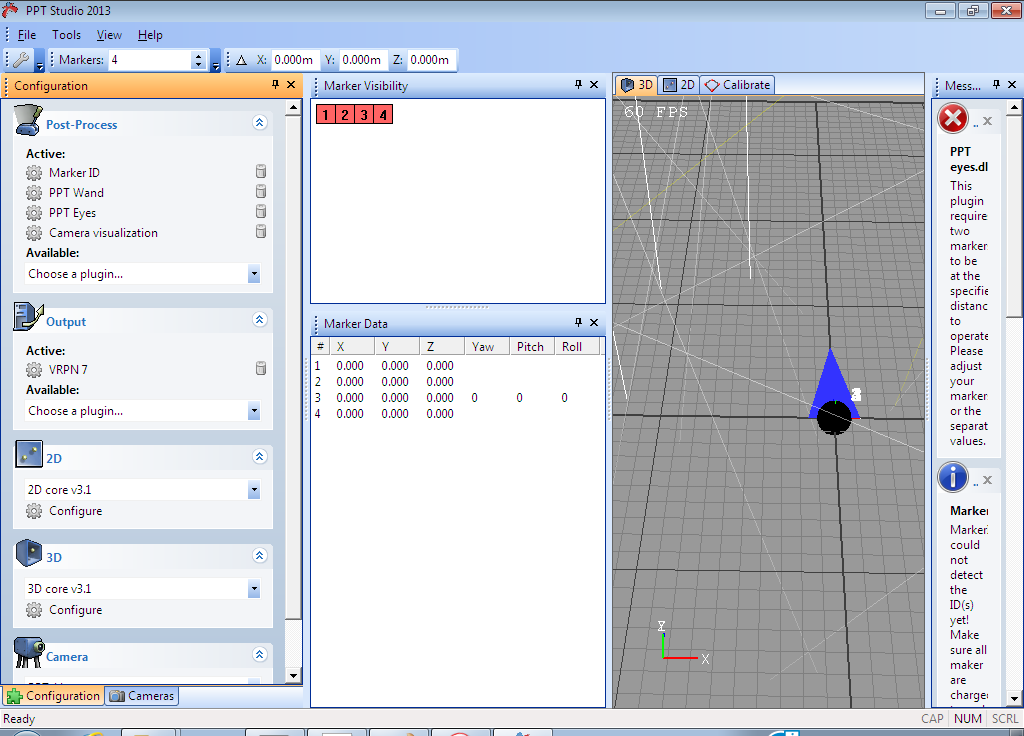 PPT Studio 2013
File Tools View Help
Markers: 4 X: 0.000m Y: 0.000m Z: 0.000m
Configuration
Post-Process
Active:
Marker ID
PPT Wand
PPT Eyes
Camera visualization
Available:
Choose a plugin...
Output
Active:
VRPN 7
Available:
Choose a plugin...
2D
2D core v3.1
Configure
3D
3D core v3.1
Configure
Camera
Configuration Cameras
Marker Visibility
1 2 3 4
Marker Data
# X Y Z Yaw Pitch Roll
1 0.000 0.000 0.000
2 0.000 0.000 0.000
3 0.000 0.000 0.000 0 0 0
4 0.000 0.000 0.000
3D 2D Calibrate
60 FPS
Z
X
Mess...
..
PPT
eyes.dl
This
plugin
require
two
marker
to be
at the
specifie
distanc
to
operate
Please
adjust
your
marker
or the
separat
values.
..
Marker
Marker
could
not
detect
the
ID(s)
yet!
Make
sure all
maker
are
charge
Ready CAP NUM SCRL